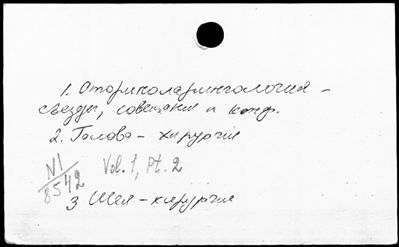 1. Оториноларингология –
съезды, совещания и конф.
2. Голова – хирургия
N1/8542 Vol. 1, Pt. 2
3 Шея – хирургия